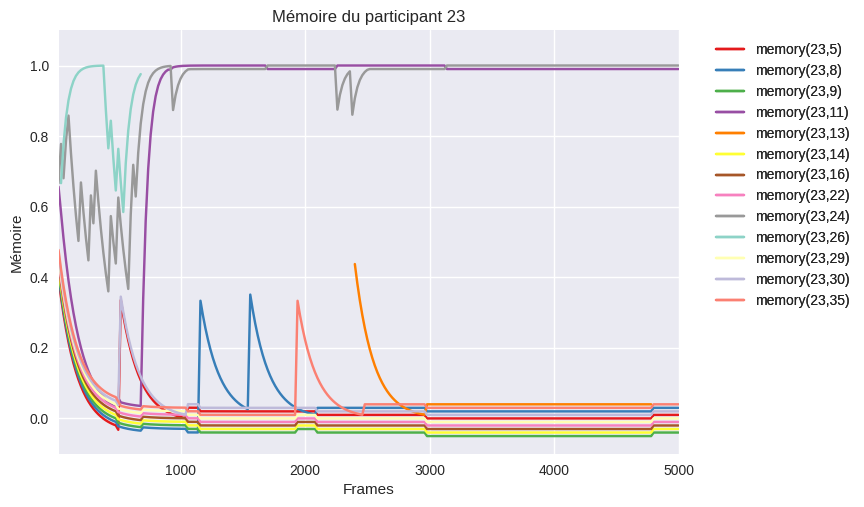 Mémoire du participant 23
1.0
0.8
0.6
0.4
0.2
0.0
Mémoire
1000
2000
3000
4000
5000
Frames
memory(23,5)
memory(23,8)
memory(23,9)
memory(23,11)
memory(23,13)
memory(23,14)
memory(23,16)
memory(23,22)
memory(23,24)
memory(23,26)
memory(23,29)
memory(23,30)
memory(23,35)